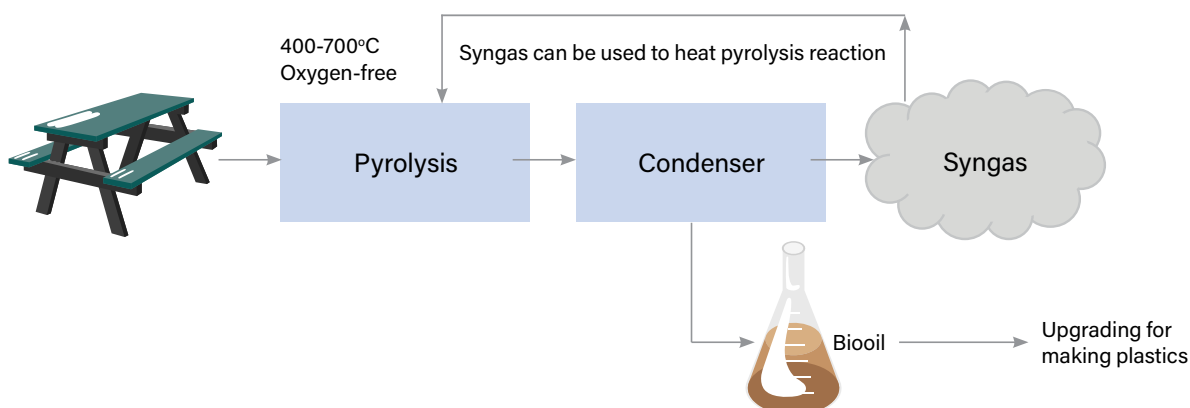 400-700°C
Oxygen-free
Syngas can be used to heat pyrolysis reaction
Pyrolysis
Condenser
Syngas
Biooil
Upgrading for
making plastics